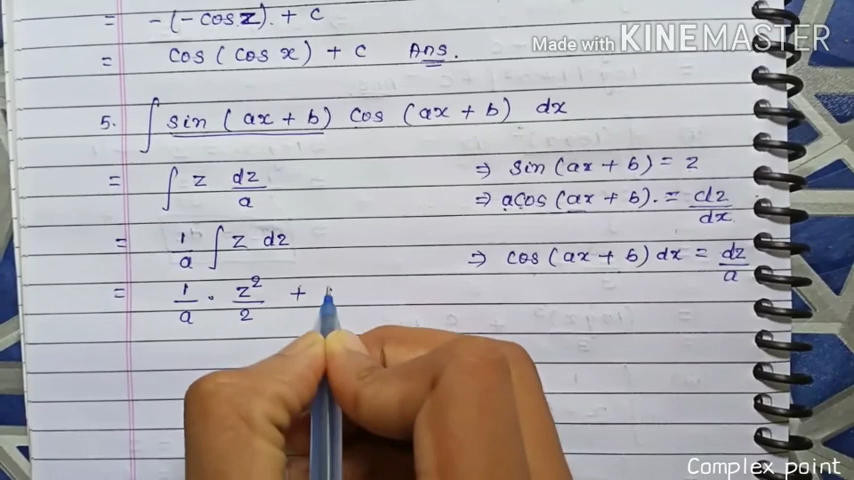 = -(-cos z). + c
Made with KINEMASTER
= cos (cos x) + c Ans.
5. ∫ sin (ax + b) cos (ax + b) dx
= ∫ z dz/a ⇒ sin (ax + b) = z
⇒ acos (ax + b). = dz/dx
= 1/a ∫ z dz
⇒ cos (ax + b) dx = dz/a
= 1/a . z²/2 +
Complex point